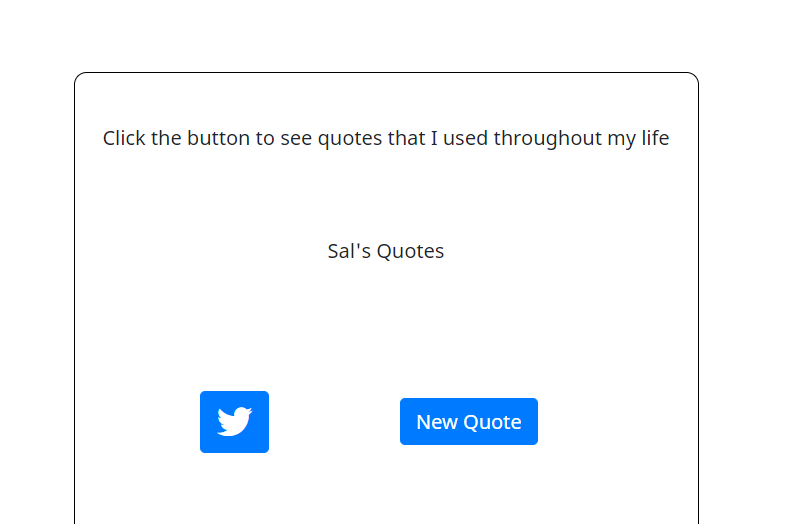 Click the button to see quotes that I used throughout my life
Sal's Quotes
New Quote